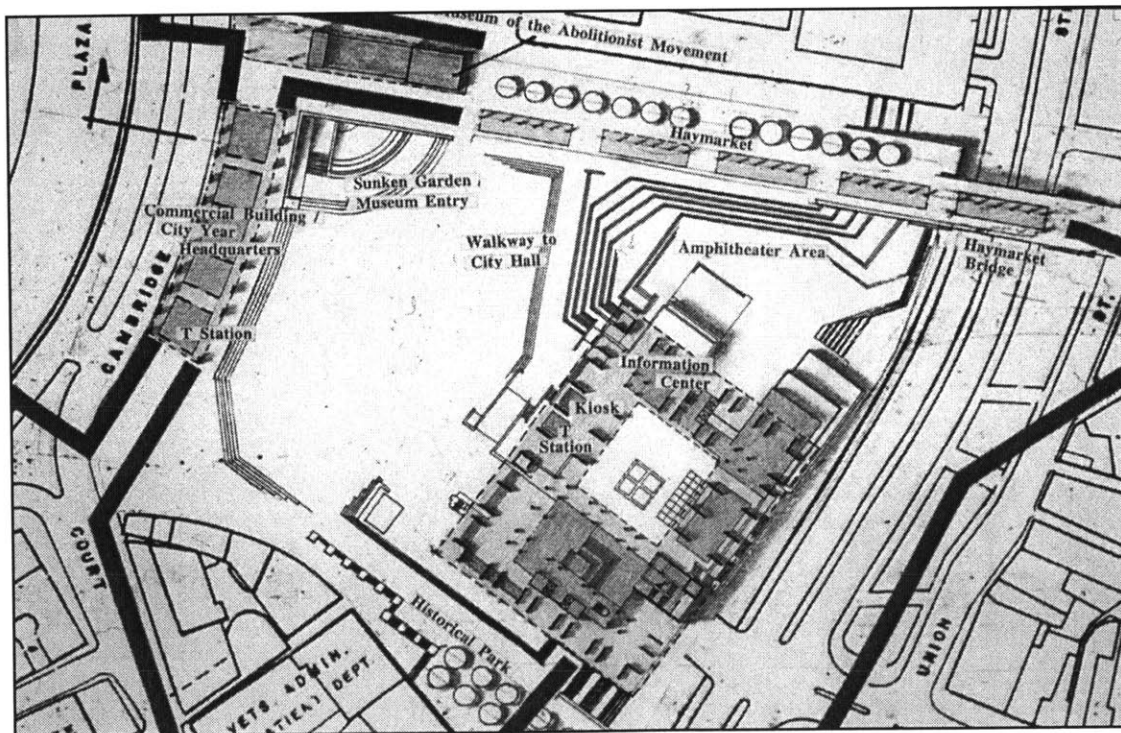 PLAZA
Museum of the Abolitionist Movement
Haymarket
Sunken Garden
Museum Entry
Commercial Building
City Year
Headquarters
CAMBRIDGE
T Station
Walkway to
City Hall
Amphitheater Area
Haymarket
Bridge
ST.
Information
Center
Kiosk
T
Station
COURT
Historical Park
UNION
VETS. ADMIN.
DEPT.